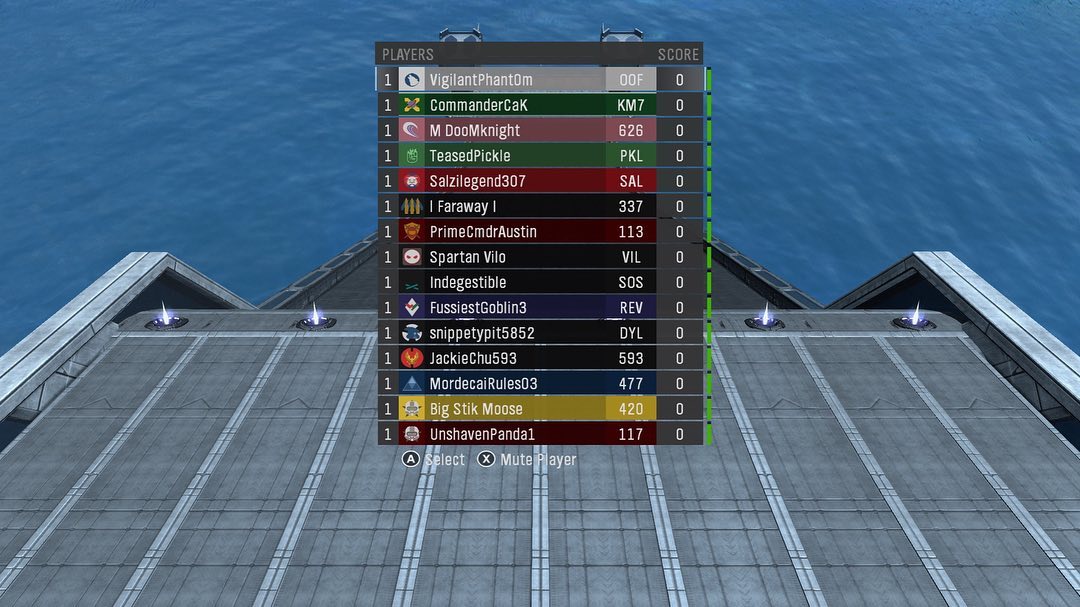 PLAYERS SCORE
1 VigilantPhant0m OOF 0
1 CommanderCaK KM7 0
1 M DooMknight 626 0
1 TeasedPickle PKL 0
1 Salzilegend307 SAL 0
1 I Faraway I 337 0
1 PrimeCmdrAustin 113 0
1 Spartan Vilo VIL 0
1 Indegestible SOS 0
1 FussiestGoblin3 REV 0
1 snippetypit5852 DYL 0
1 JackieChu593 593 0
1 MordecaiRules03 477 0
1 Big Stik Moose 420 0
1 UnshavenPanda1 117 0
A Select X Mute Player